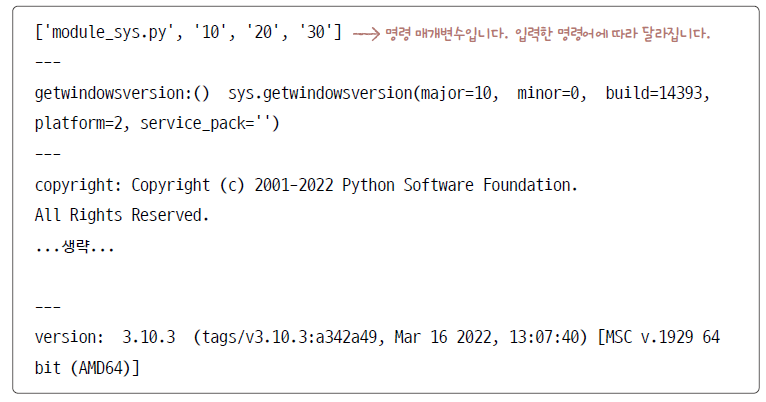 ['module_sys.py', '10', '20', '30'] ⟶ 명령 매개변수입니다. 입력한 명령어에 따라 달라집니다.
---
getwindowsversion:() sys.getwindowsversion(major=10, minor=0, build=14393,
platform=2, service_pack='')
---
copyright: Copyright (c) 2001-2022 Python Software Foundation.
All Rights Reserved.
...생략...
---
version: 3.10.3 (tags/v3.10.3:a342a49, Mar 16 2022, 13:07:40) [MSC v.1929 64
bit (AMD64)]